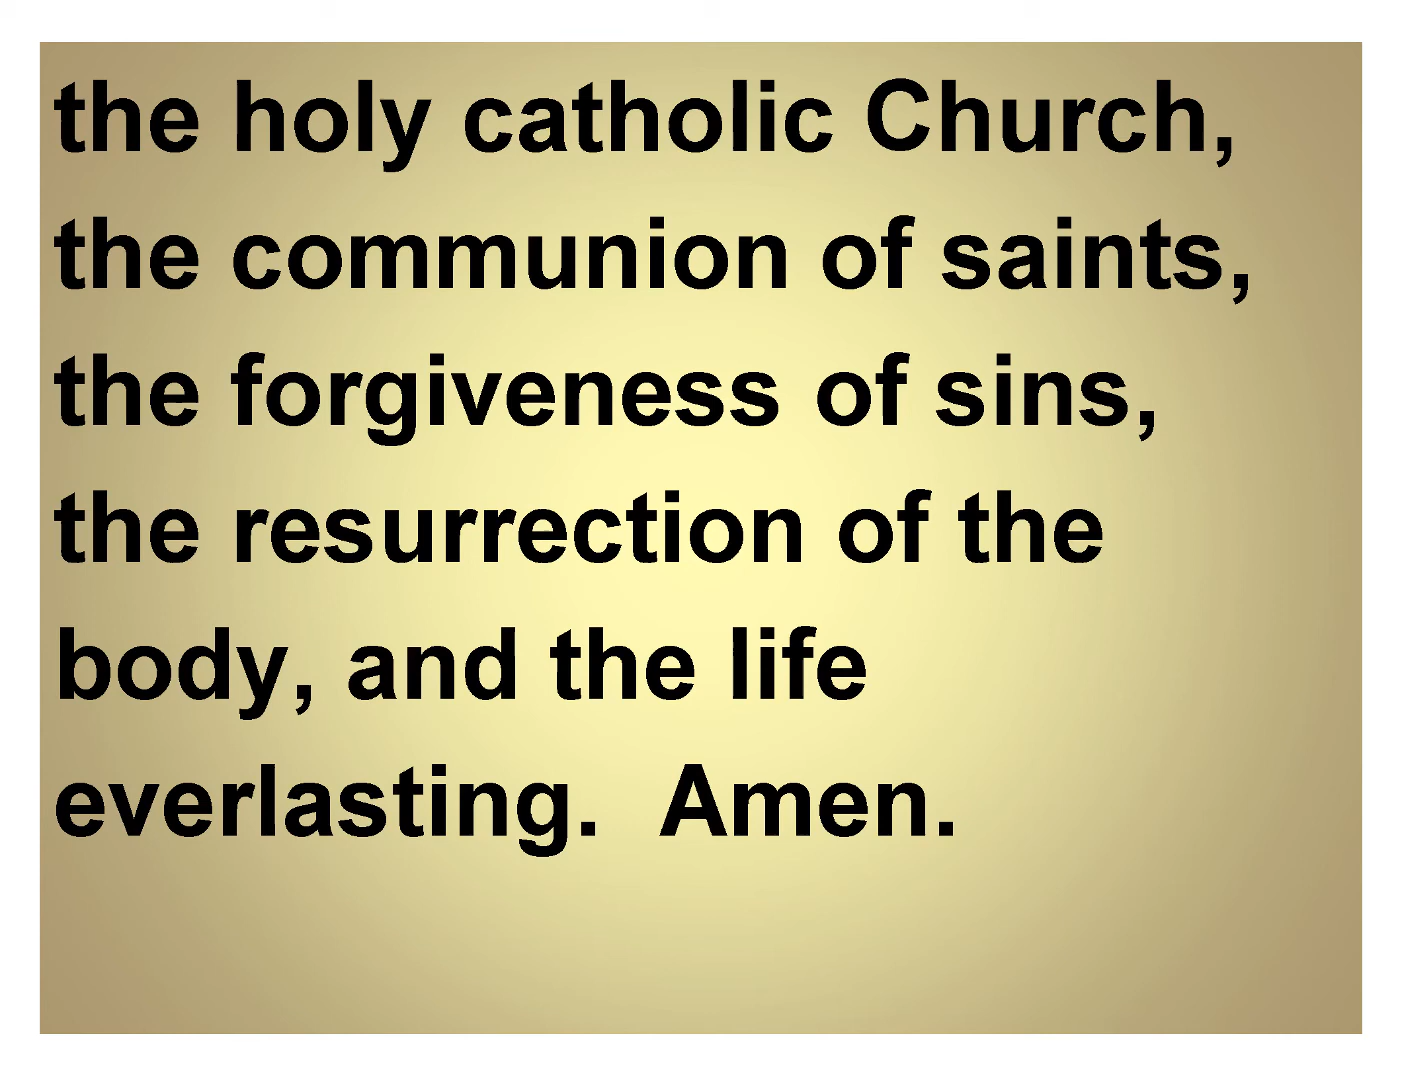 the holy catholic Church,
the communion of saints,
the forgiveness of sins,
the resurrection of the
body, and the life
everlasting.  Amen.